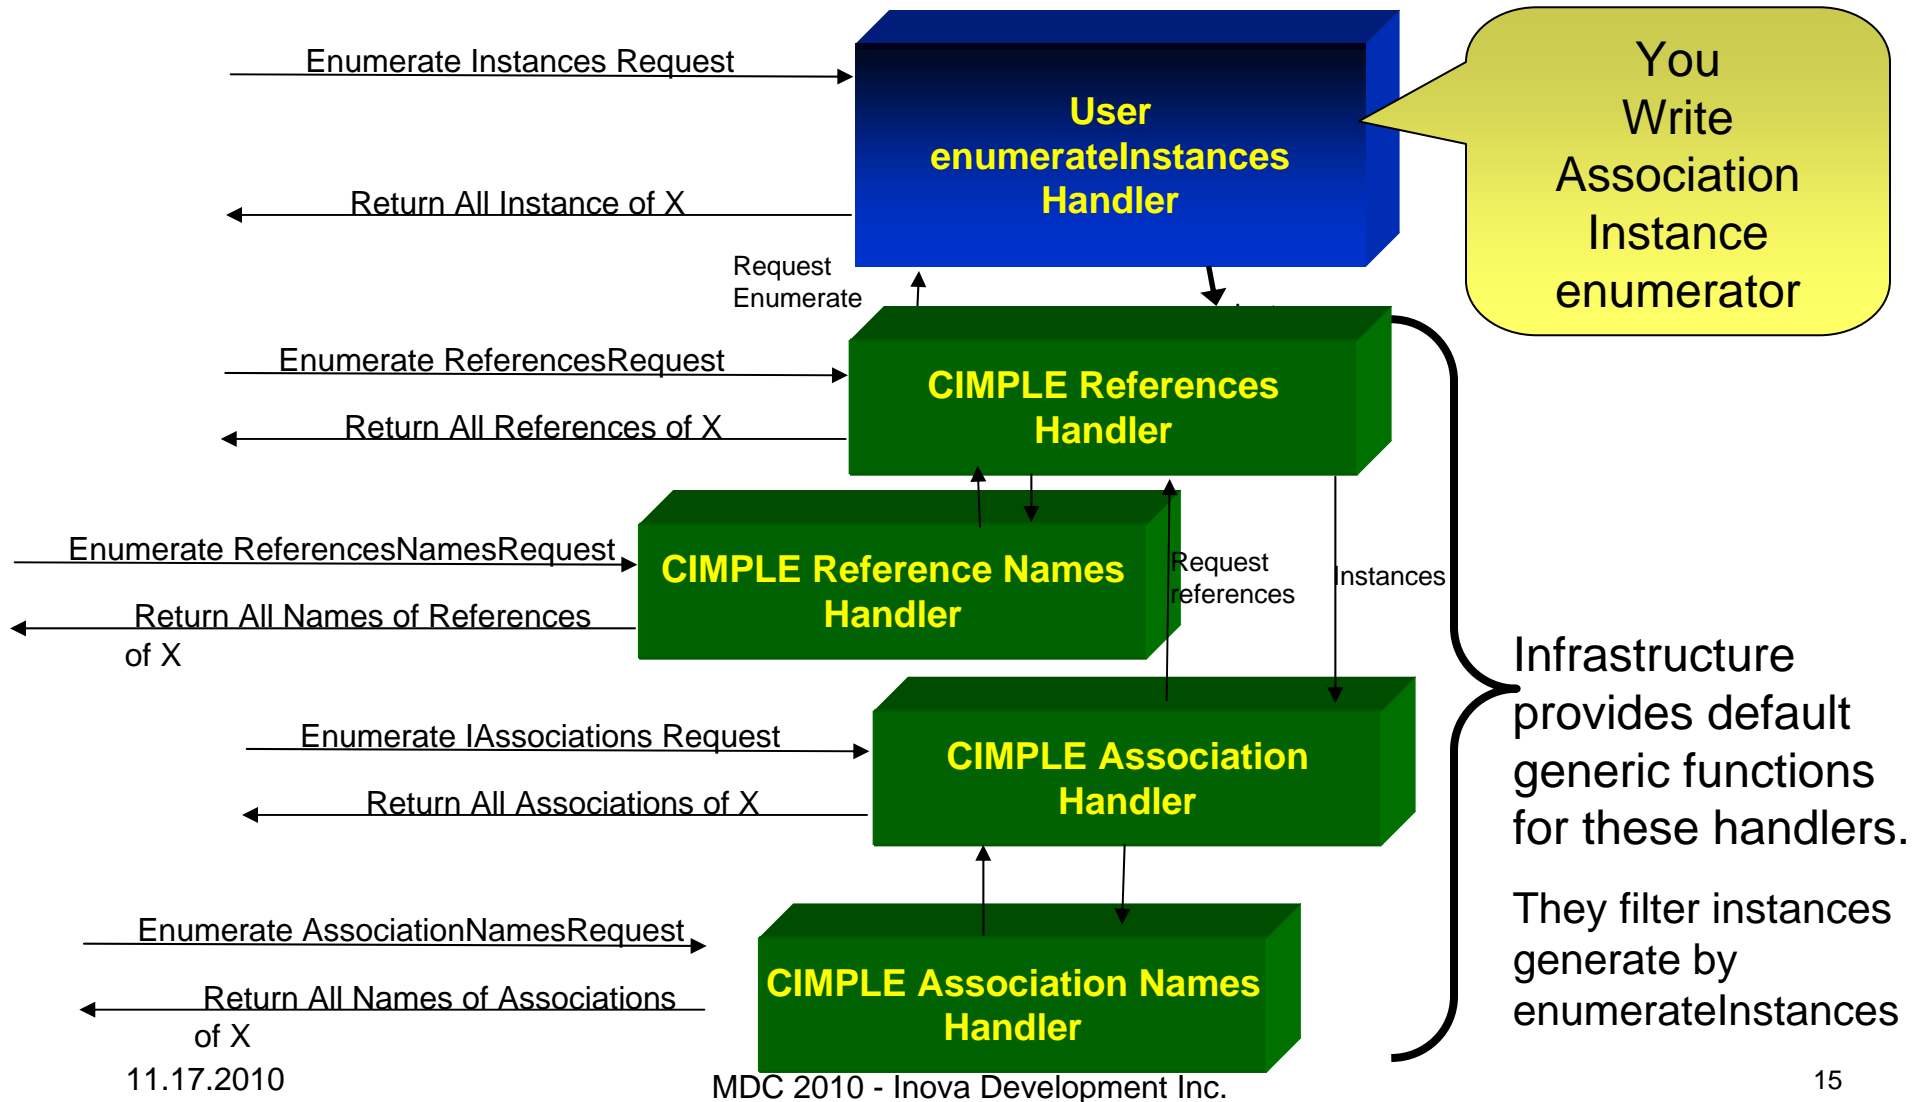 Enumerate Instances Request
User
enumerateInstances
Handler
You
Write
Association
Instance
enumerator
Return All Instance of X
Request
Enumerate
Enumerate ReferencesRequest
CIMPLE References
Handler
Return All References of X
Enumerate ReferencesNamesRequest
CIMPLE Reference Names
Handler
Request
references
Instances
Return All Names of References
of X
Infrastructure
provides default
generic functions
for these handlers.
Enumerate IAssociations Request
CIMPLE Association
Handler
Return All Associations of X
They filter instances
generate by
enumerateInstances
Enumerate AssociationNamesRequest
CIMPLE Association Names
Handler
Return All Names of Associations
of X
11.17.2010
MDC 2010 - Inova Development Inc.
15